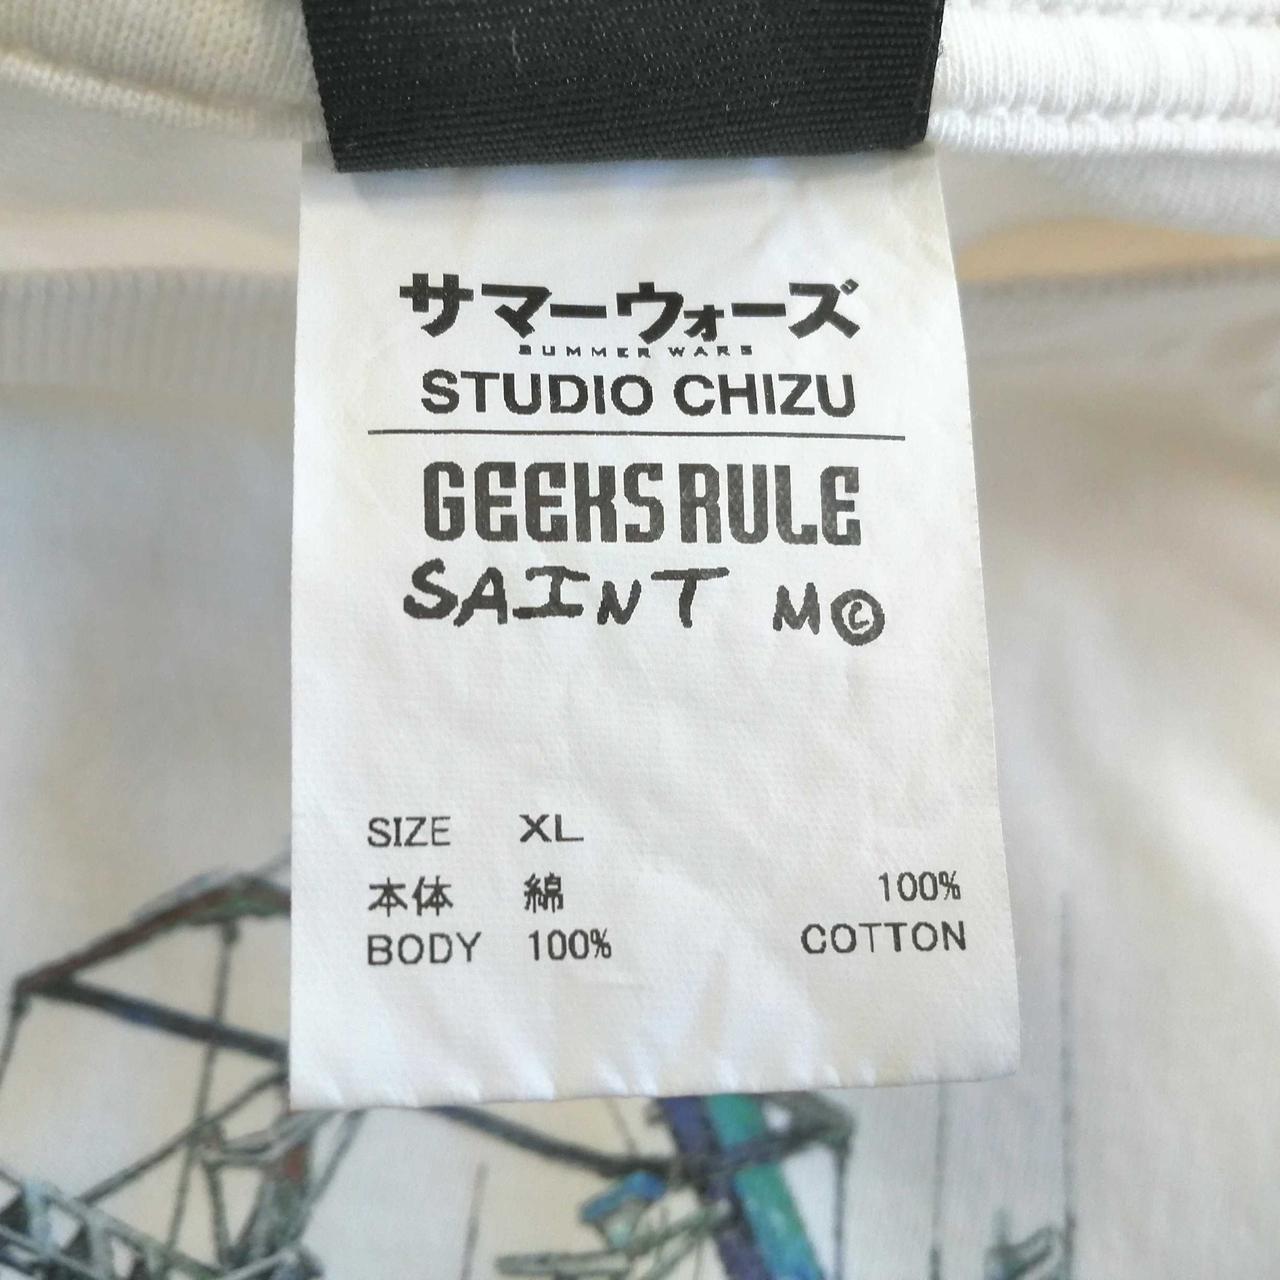 サマーウォーズ
SUMMER WARS
STUDIO CHIZU
GEEKS RULE
SAINT M©
SIZE XL
本体 綿 100%
BODY 100% COTTON